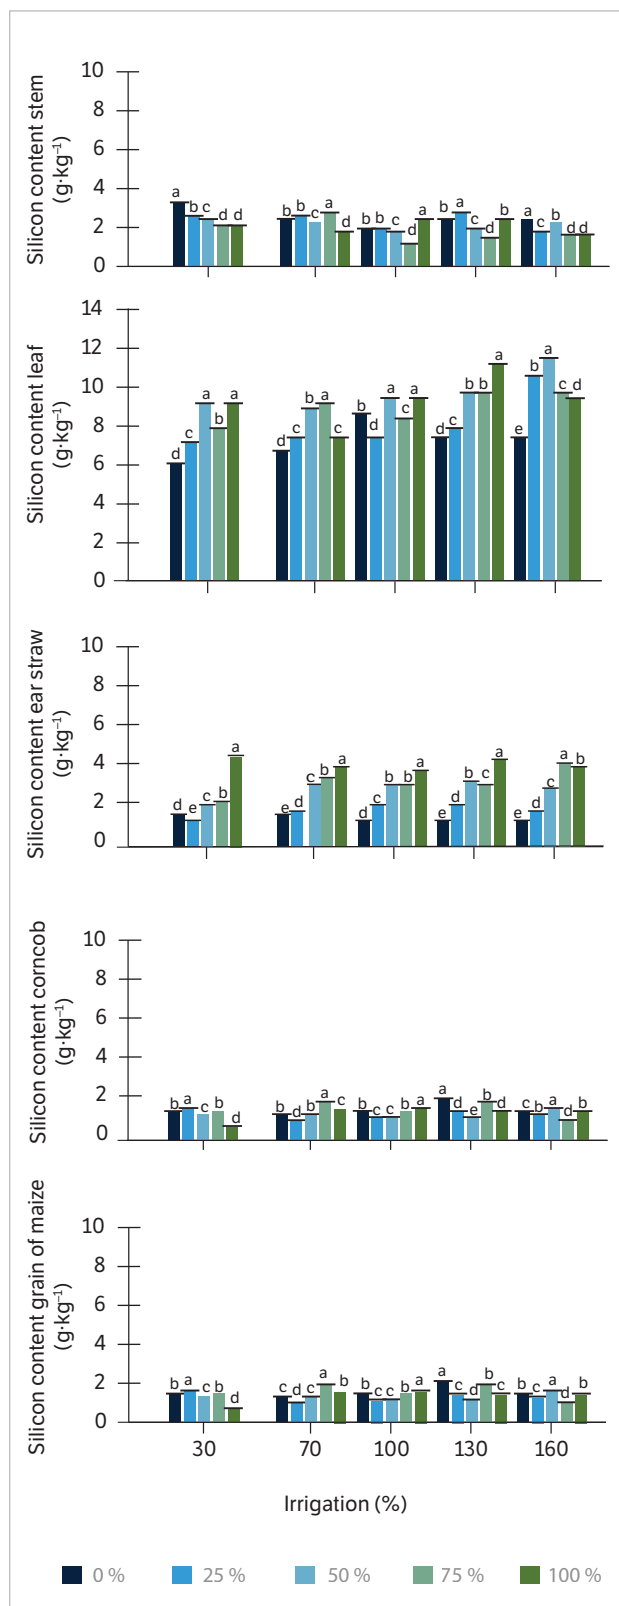 Silicon content stem
(g·kg⁻¹)
10
8
6
4
2
0
a b c d d
b b c a d
b b c d a
b a c d b
a c b d d
Silicon content leaf
(g·kg⁻¹)
14
12
10
8
6
4
2
0
d c a b a
d c b a c
b d a c a
d c b b a
e b a c d
Silicon content ear straw
(g·kg⁻¹)
10
8
6
4
2
0
d e c b a
e d c b a
d c b b a
e d b c a
e d c a b
Silicon content corncob
(g·kg⁻¹)
10
8
6
4
2
0
b a c b d
b d b a c
b c c b a
a d e b d
c b a d b
Silicon content grain of maize
(g·kg⁻¹)
10
8
6
4
2
0
b a c b d
c d c a b
b c c b a
a c d b c
b c a d b
30 70 100 130 160
Irrigation (%)
0 % 25 % 50 % 75 % 100 %